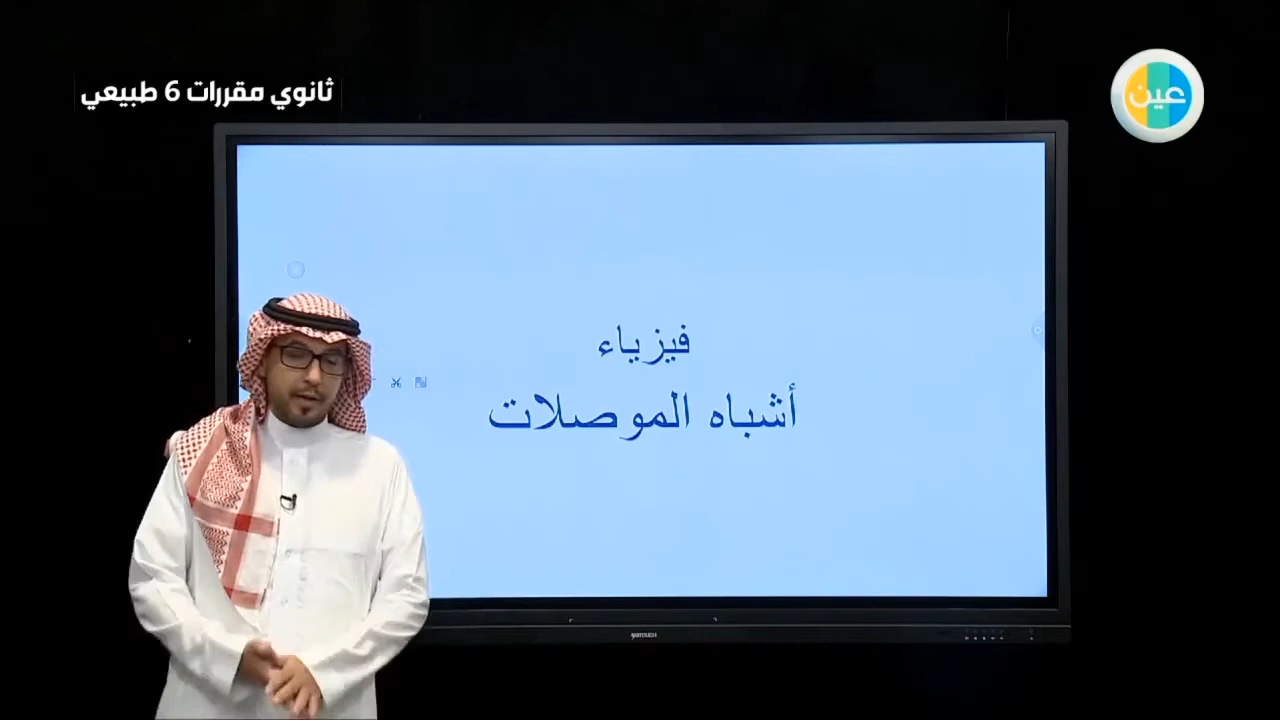 ثانوي مقررات 6 طبيعي
عين
فيزياء
أشباه الموصلات